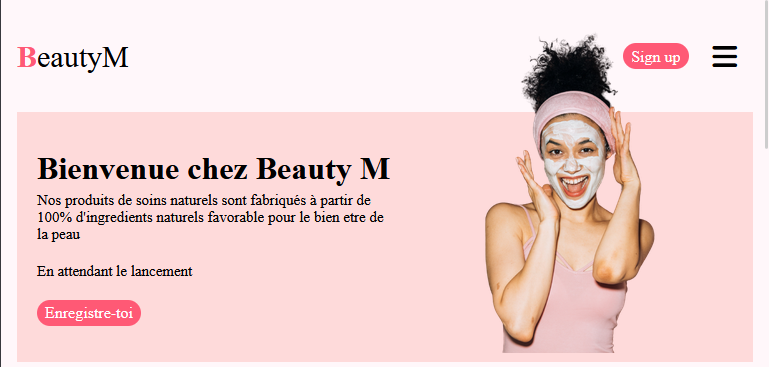 BeautyM
Sign up
Bienvenue chez Beauty M
Nos produits de soins naturels sont fabriqués à partir de
100% d'ingredients naturels favorable pour le bien etre de
la peau
En attendant le lancement
Enregistre-toi